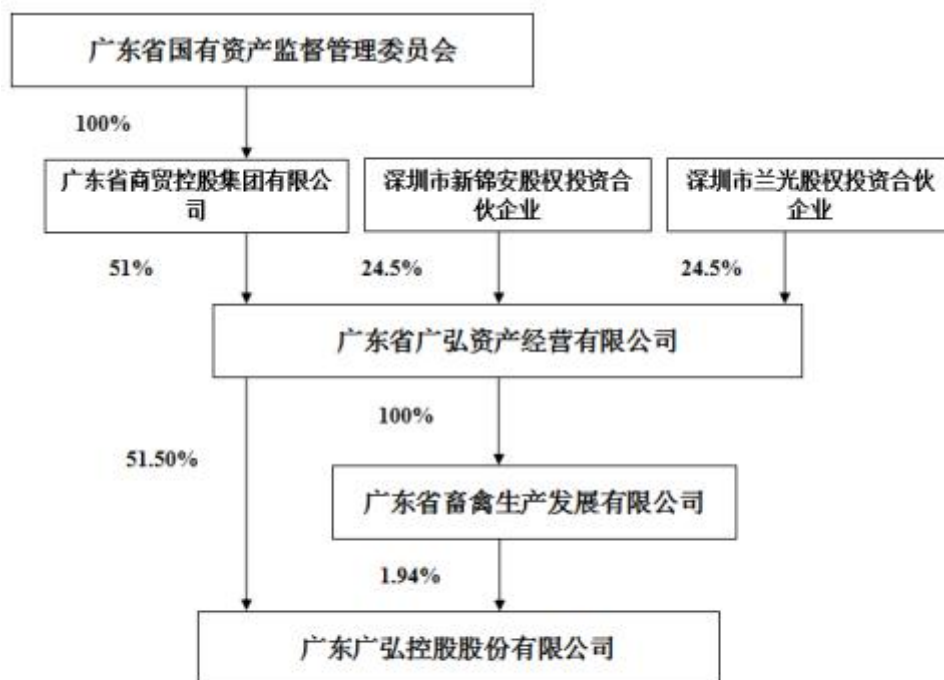 广东省国有资产监督管理委员会
100%
广东省商贸控股集团有限公
司
深圳市新锦安股权投资合
伙企业
深圳市兰光股权投资合伙
企业
51%
24.5%
24.5%
广东省广弘资产经营有限公司
100%
51.50%
广东省畜禽生产发展有限公司
1.94%
广东广弘控股股份有限公司